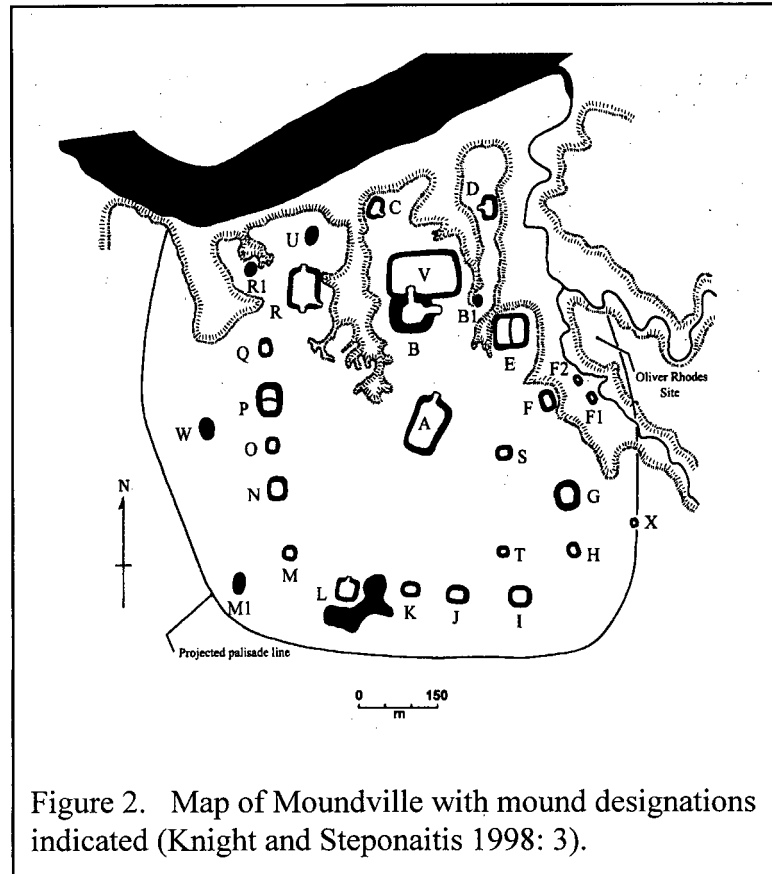 C
D
U
R1
V
R
B1
B
E
Q
F2
Oliver Rhodes
Site
P
F
F1
W
A
O
S
N
N
G
X
M
T
H
M1
L
K
J
I
Projected palisade line
0 150
m
Figure 2. Map of Moundville with mound designations
indicated (Knight and Steponaitis 1998: 3).